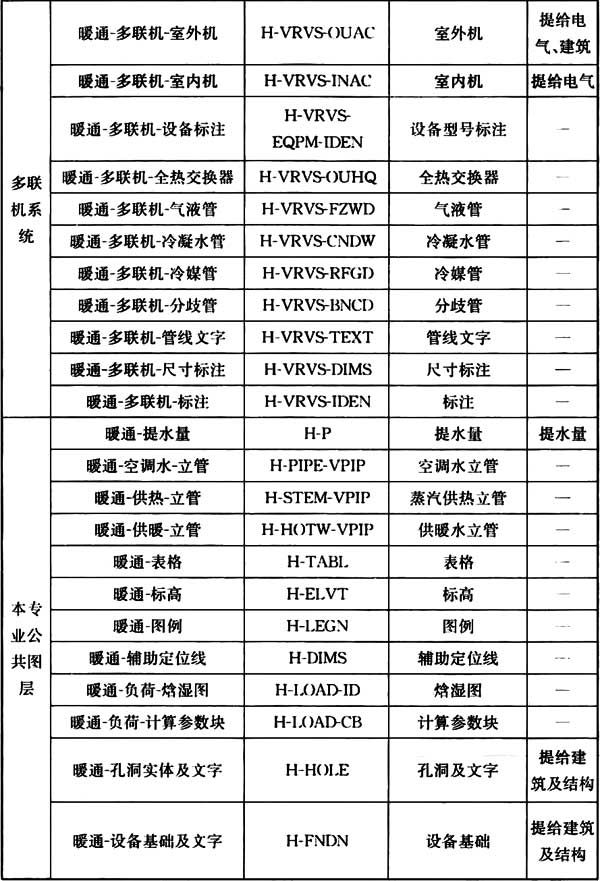 多联
机系
统
暖通-多联机-室外机 H-VRVS-OUAC 室外机 提给电
气、建筑
暖通-多联机-室内机 H-VRVS-INAC 室内机 提给电气
暖通-多联机-设备标注 H-VRVS-
EQPM-IDEN 设备型号标注 —
暖通-多联机-全热交换器 H-VRVS-OUHQ 全热交换器 —
暖通-多联机-气液管 H-VRVS-FZWD 气液管 —
暖通-多联机-冷凝水管 H-VRVS-CNDW 冷凝水管 —
暖通-多联机-冷媒管 H-VRVS-RFGD 冷媒管 —
暖通-多联机-分歧管 H-VRVS-BNCD 分歧管 —
暖通-多联机-管线文字 H-VRVS-TEXT 管线文字 —
暖通-多联机-尺寸标注 H-VRVS-DIMS 尺寸标注 —
暖通-多联机-标注 H-VRVS-IDEN 标注 —
本专
业公
共图
层
暖通-提水量 H-P 提水量 提水量
暖通-空调水-立管 H-PIPE-VPIP 空调水立管 —
暖通-供热-立管 H-STEM-VPIP 蒸汽供热立管 —
暖通-供暖-立管 H-HOTW-VPIP 供暖水立管 —
暖通-表格 H-TABL 表格 —
暖通-标高 H-ELVT 标高 —
暖通-图例 H-LEGN 图例 —
暖通-辅助定位线 H-DIMS 辅助定位线 —
暖通-负荷-焓湿图 H-LOAD-ID 焓湿图 —
暖通-负荷-计算参数块 H-LOAD-CB 计算参数块 —
暖通-孔洞实体及文字 H-HOLE 孔洞及文字 提给建
筑及结构
暖通-设备基础及文字 H-FNDN 设备基础 提给建筑
及结构